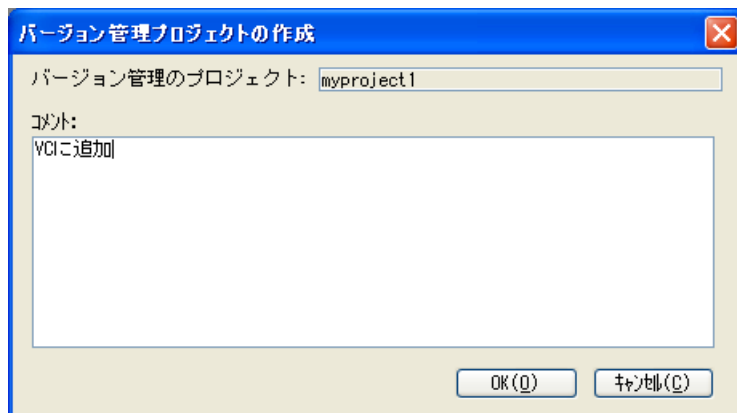 バージョン管理プロジェクトの作成
バージョン管理のプロジェクト: myproject1
コメント:
VCIに追加
OK(O) キャンセル(C)